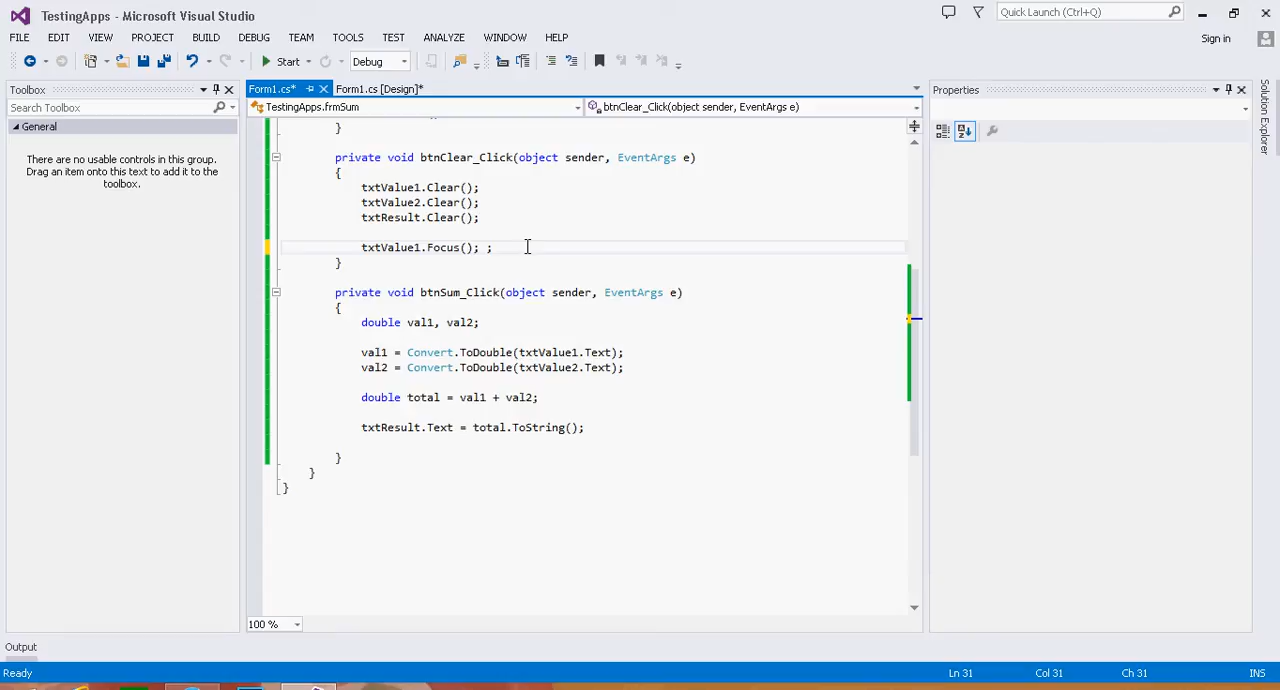 TestingApps - Microsoft Visual Studio
Quick Launch (Ctrl+Q)
FILE EDIT VIEW PROJECT BUILD DEBUG TEAM TOOLS TEST ANALYZE WINDOW HELP
Sign in
Start Debug
Toolbox
Form1.cs* Form1.cs [Design]*
Properties
Search Toolbox
TestingApps.frmSum
btnClear_Click(object sender, EventArgs e)
General
There are no usable controls in this group.
Drag an item onto this text to add it to the
toolbox.
Solution Explorer
}
private void btnClear_Click(object sender, EventArgs e)
{
txtValue1.Clear();
txtValue2.Clear();
txtResult.Clear();
txtValue1.Focus(); ;
}
private void btnSum_Click(object sender, EventArgs e)
{
double val1, val2;
val1 = Convert.ToDouble(txtValue1.Text);
val2 = Convert.ToDouble(txtValue2.Text);
double total = val1 + val2;
txtResult.Text = total.ToString();
}
}
}
100 %
Output
Ready
Ln 31 Col 31 Ch 31 INS